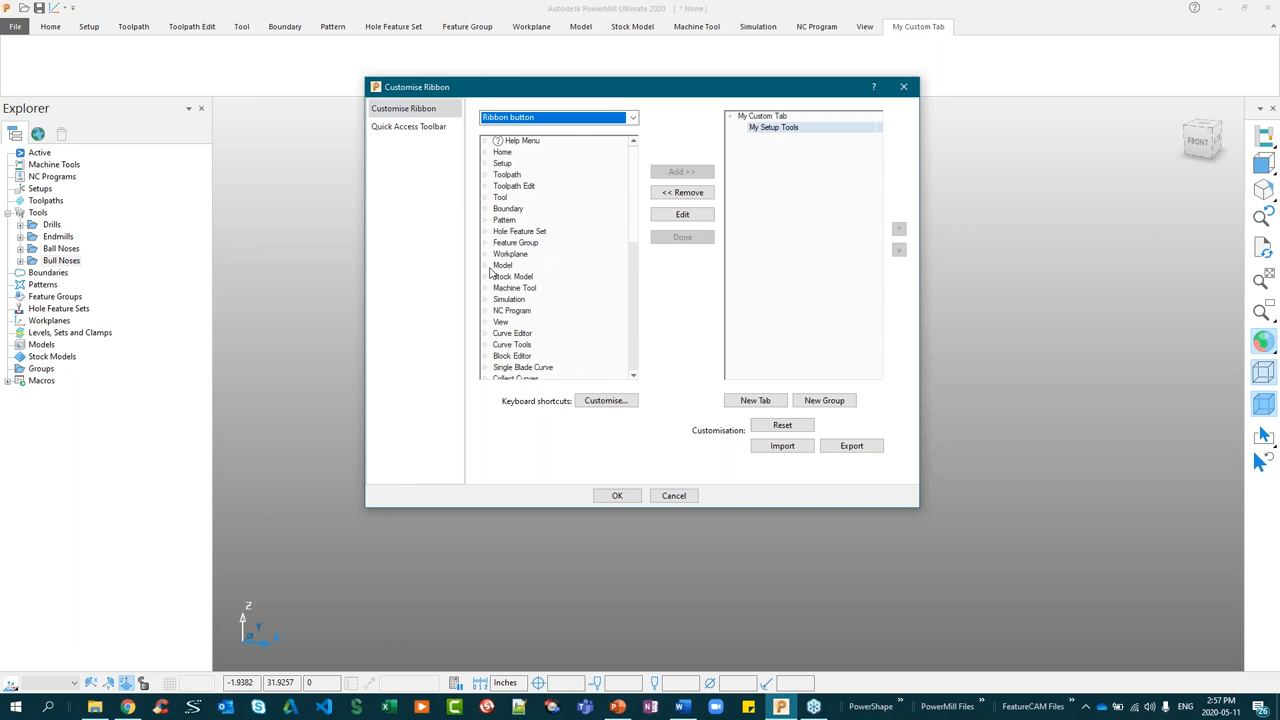 Autodesk PowerMill Ultimate 2020 [ * None ]
File Home Setup Toolpath Toolpath Edit Tool Boundary Pattern Hole Feature Set Feature Group Workplane Model Stock Model Machine Tool Simulation NC Program View My Custom Tab
Explorer
Active
Machine Tools
NC Programs
Setups
Toolpaths
Tools
Drills
Endmills
Ball Noses
Bull Noses
Boundaries
Patterns
Feature Groups
Hole Feature Sets
Workplanes
Levels, Sets and Clamps
Models
Stock Models
Groups
Macros
Customise Ribbon
?
Customise Ribbon
Quick Access Toolbar
Ribbon button
Help Menu
Home
Setup
Toolpath
Toolpath Edit
Tool
Boundary
Pattern
Hole Feature Set
Feature Group
Workplane
Model
Stock Model
Machine Tool
Simulation
NC Program
View
Curve Editor
Curve Tools
Block Editor
Single Blade Curve
Collect Curves
Add >>
<< Remove
Edit
Done
My Custom Tab
My Setup Tools
Keyboard shortcuts: Customise...
New Tab New Group
Customisation: Reset
Import Export
OK Cancel
FRONT
Z
Y
X
-1.9382 31.9257 0 Inches
PowerShape PowerMill Files FeatureCAM Files
2:57 PM
2020-05-11
26